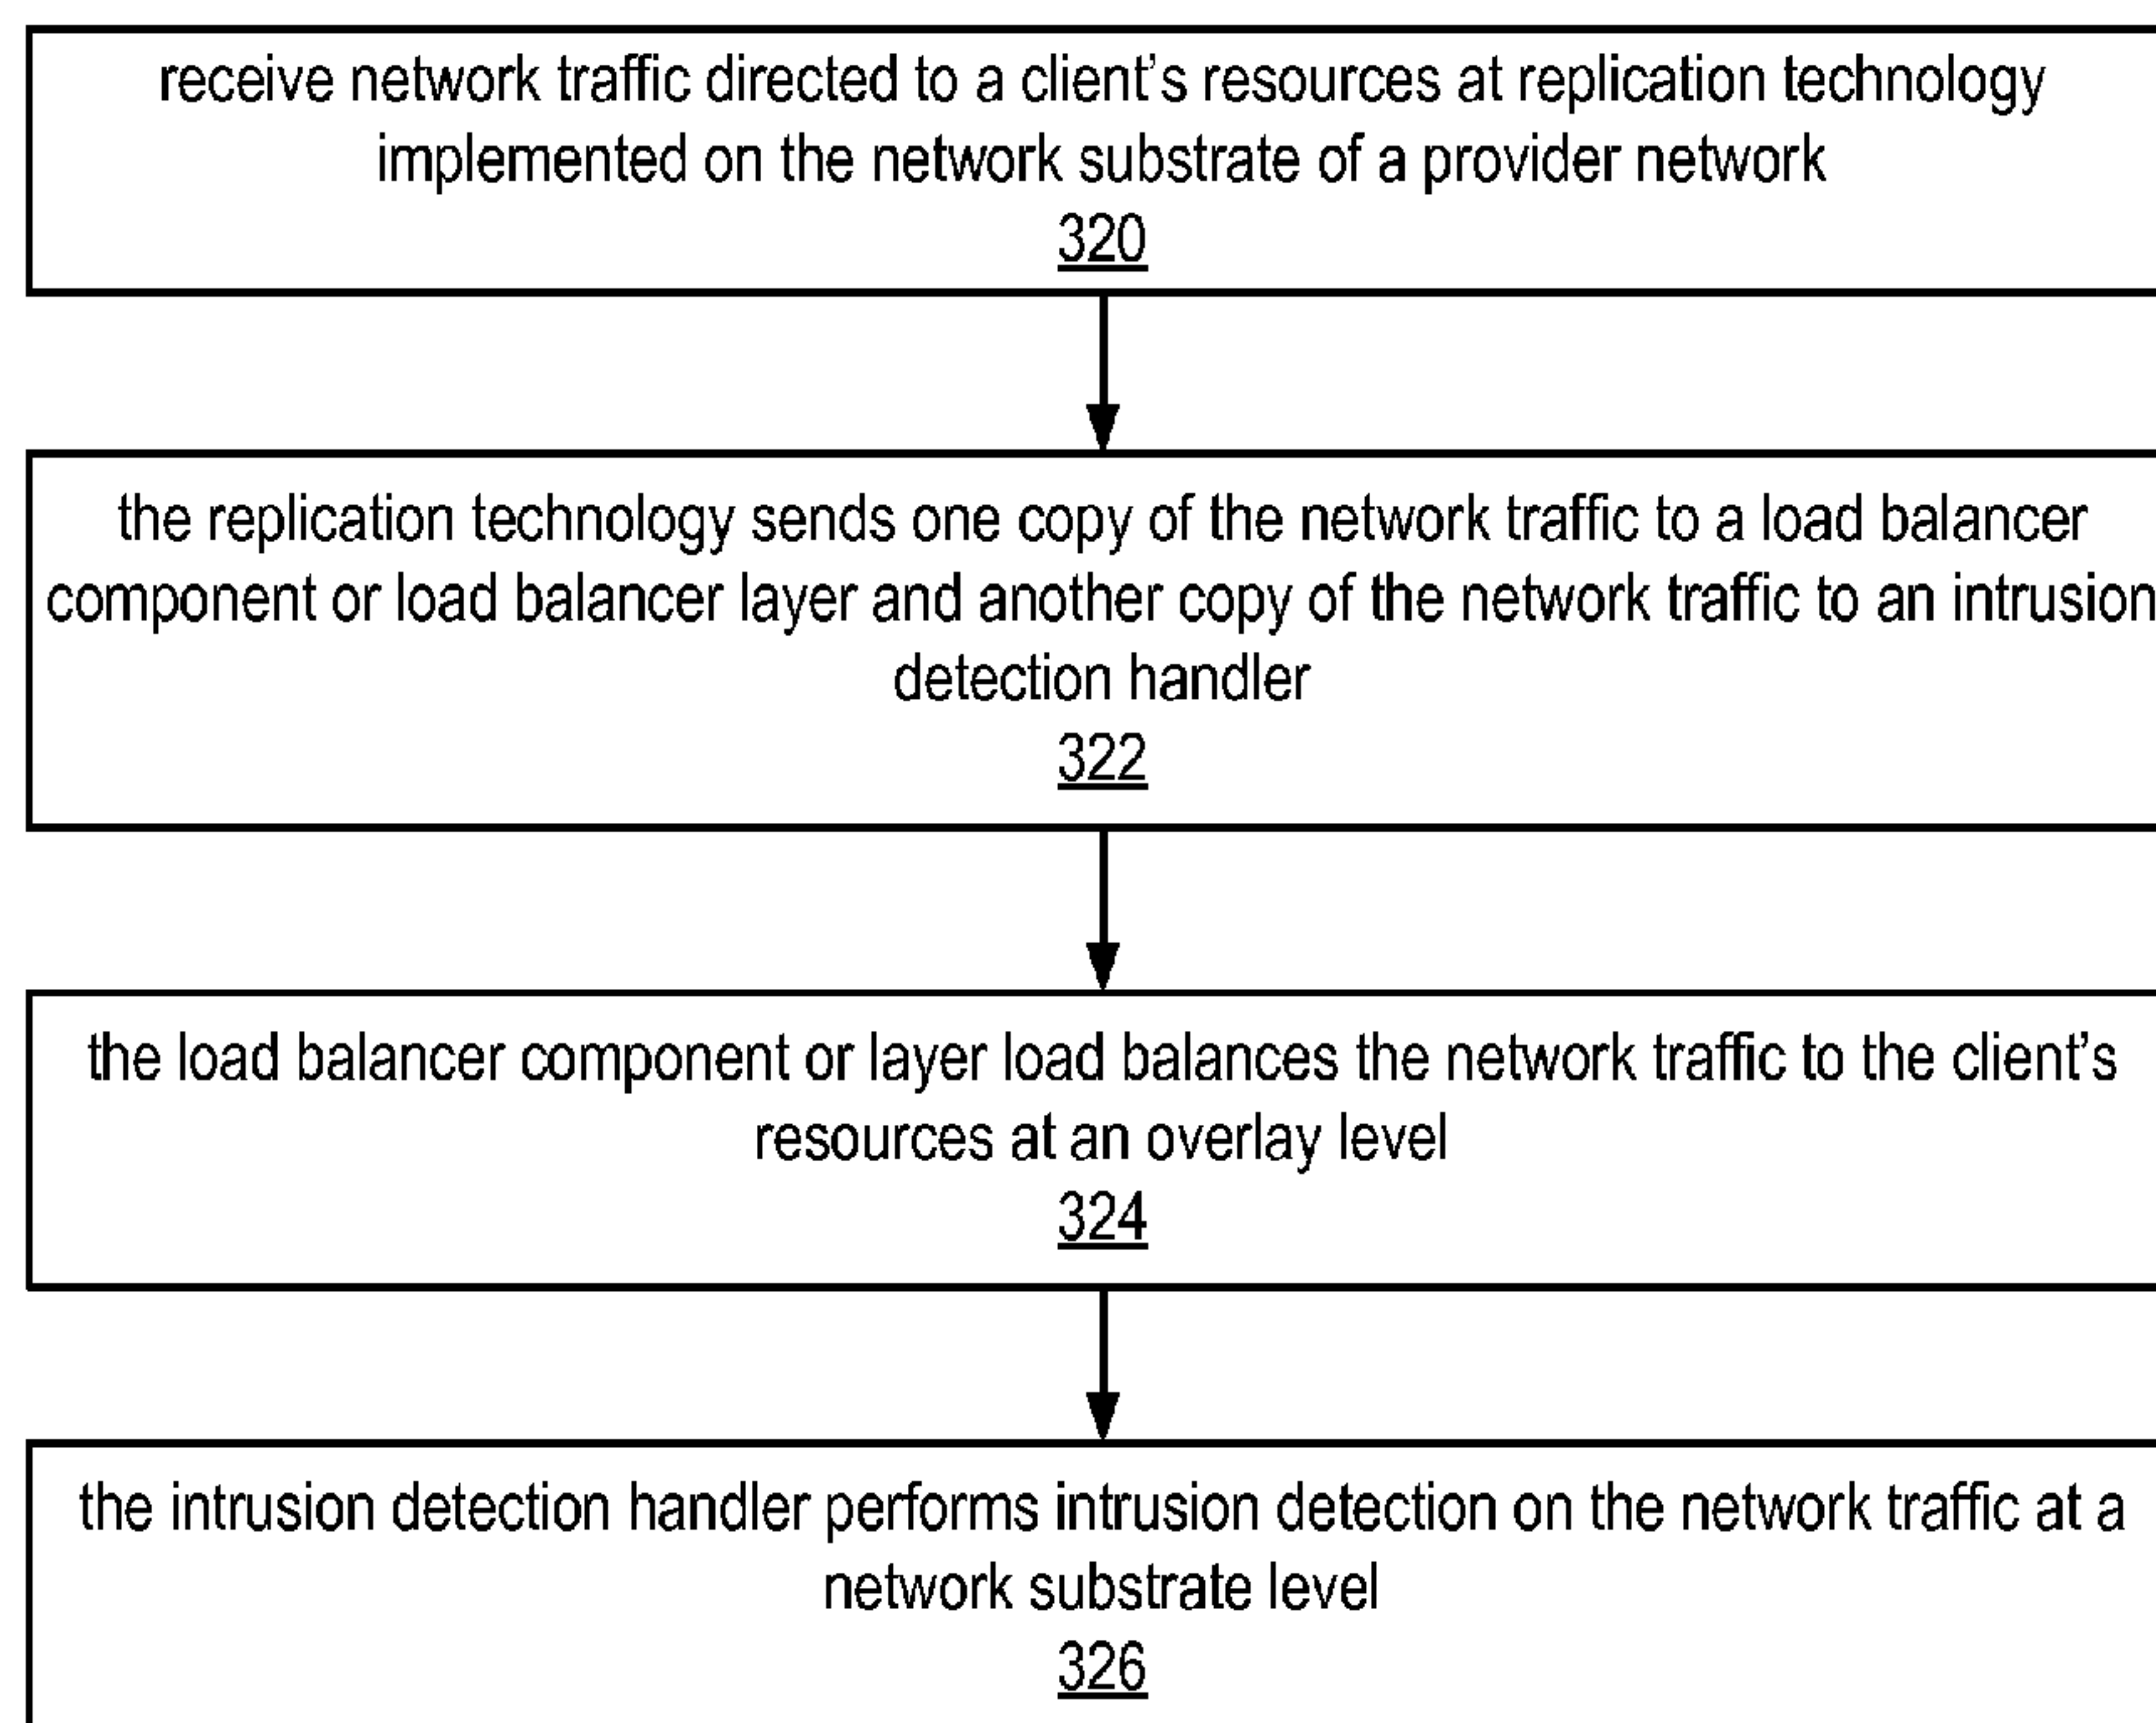 receive network traffic directed to a client’s resources at replication technology
implemented on the network substrate of a provider network
320
the replication technology sends one copy of the network traffic to a load balancer
component or load balancer layer and another copy of the network traffic to an intrusion
detection handler
322
the load balancer component or layer load balances the network traffic to the client’s
resources at an overlay level
324
the intrusion detection handler performs intrusion detection on the network traffic at a
network substrate level
326